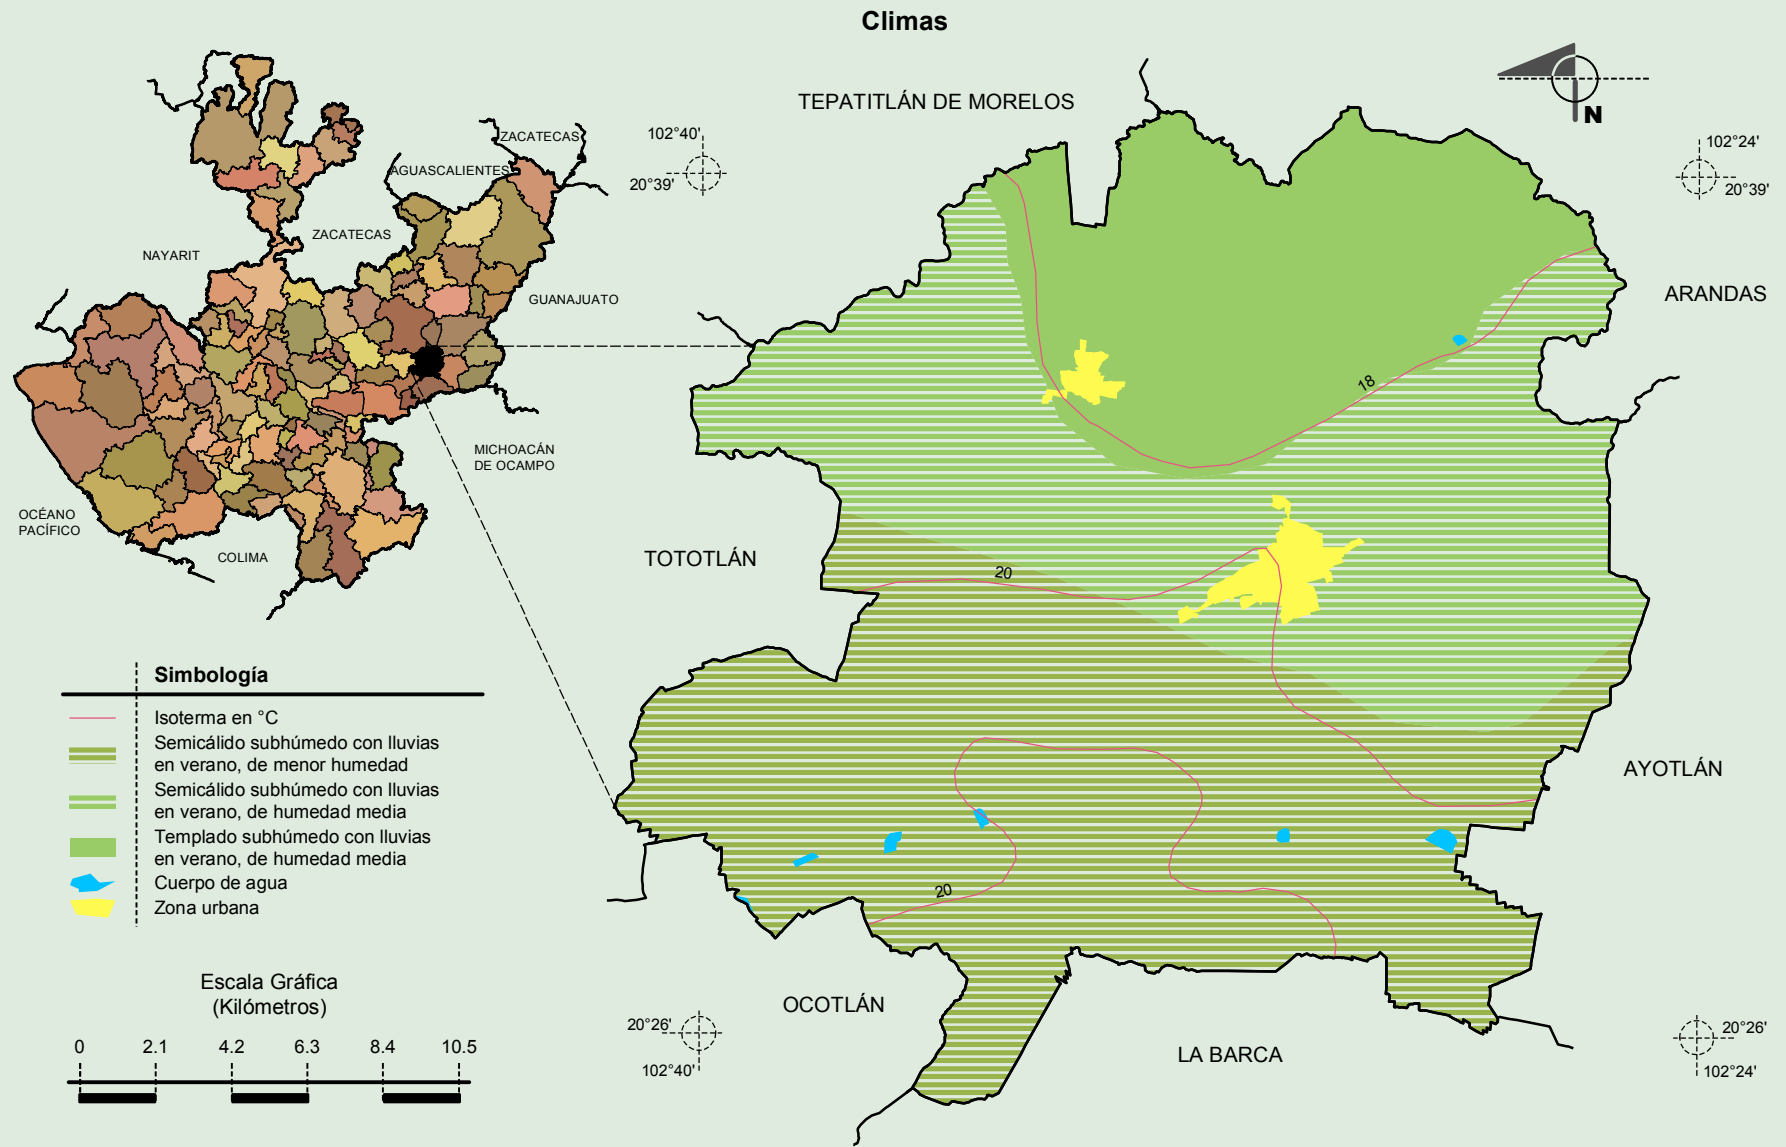 Climas
TEPATITLÁN DE MORELOS
N
102°40'
20°39'
102°24'
20°39'
ZACATECAS
AGUASCALIENTES
ZACATECAS
NAYARIT
GUANAJUATO
MICHOACÁN
DE OCAMPO
OCÉANO
PACÍFICO
COLIMA
ARANDAS
18
TOTOTLÁN
20
AYOTLÁN
20
OCOTLÁN
LA BARCA
20°26'
102°40'
20°26'
102°24'
Simbología
Isoterma en °C
Semicálido subhúmedo con lluvias
en verano, de menor humedad
Semicálido subhúmedo con lluvias
en verano, de humedad media
Templado subhúmedo con lluvias
en verano, de humedad media
Cuerpo de agua
Zona urbana
Escala Gráfica
(Kilómetros)
0 2.1 4.2 6.3 8.4 10.5